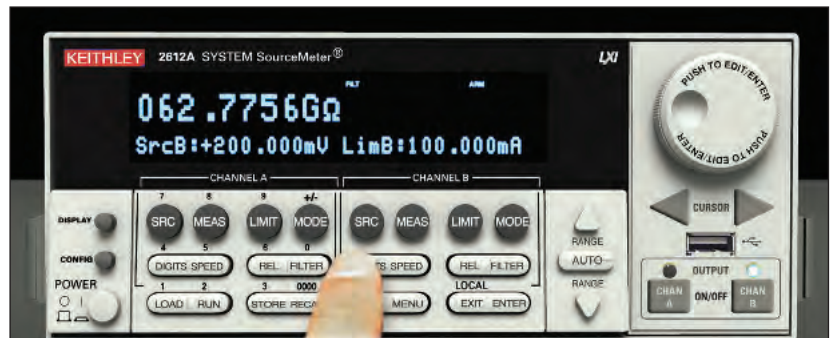 KEITHLEY 2612A SYSTEM SourceMeter® LXI
FILT ARM
062.7756GΩ
SrcB:+200.000mV LimB:100.000mA
CHANNEL A CHANNEL B
7 8 9 +/-
DISPLAY SRC MEAS LIMIT MODE SRC MEAS LIMIT MODE
4 5 6 0
CONFIG DIGITS SPEED REL FILTER SPEED REL FILTER
1 2 3 0000 LOCAL
POWER LOAD RUN STORE MENU EXIT ENTER
O I
RANGE
AUTO
RANGE
PUSH TO EDIT/ENTER
PUSH TO EDIT/ENTER
CURSOR
OUTPUT
CHAN A ON/OFF CHAN B